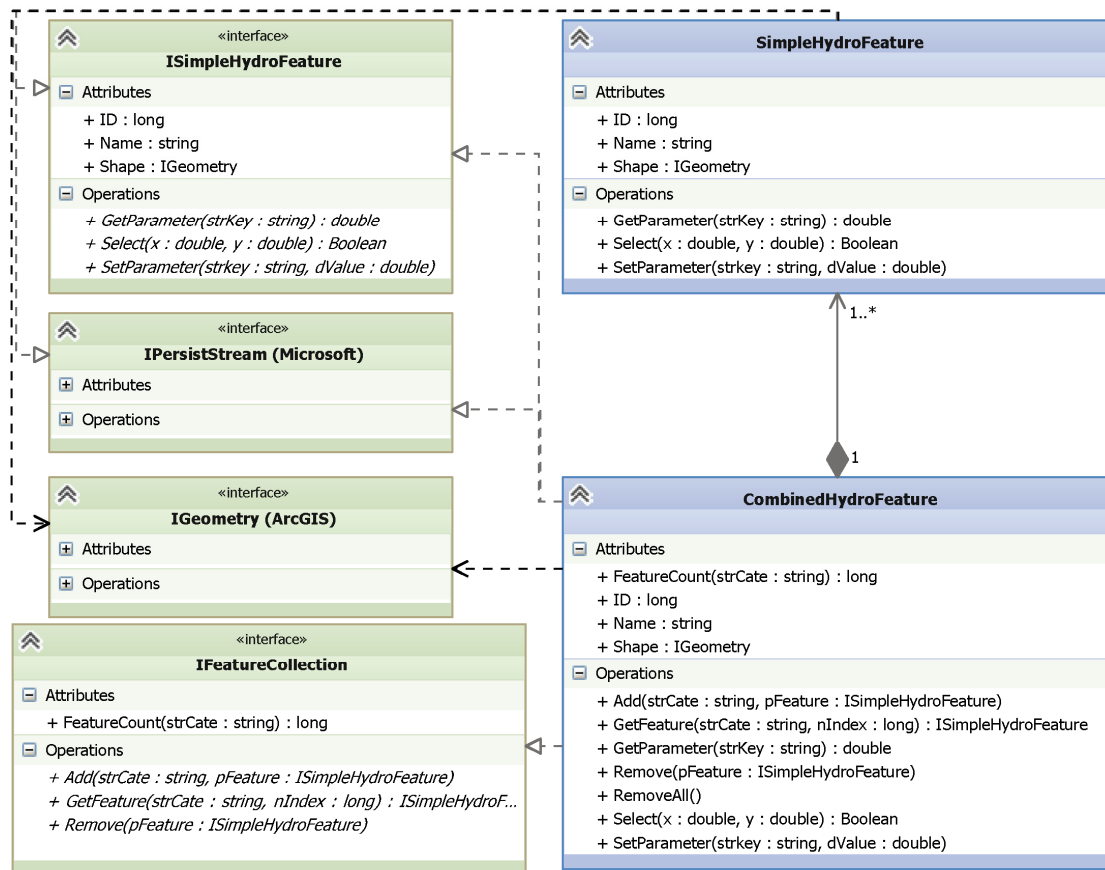 «interface»
ISimpleHydroFeature
Attributes
+ ID : long
+ Name : string
+ Shape : IGeometry
Operations
+ GetParameter(strKey : string) : double
+ Select(x : double, y : double) : Boolean
+ SetParameter(strkey : string, dValue : double)
SimpleHydroFeature
Attributes
+ ID : long
+ Name : string
+ Shape : IGeometry
Operations
+ GetParameter(strKey : string) : double
+ Select(x : double, y : double) : Boolean
+ SetParameter(strkey : string, dValue : double)
1..*
1
«interface»
IPersistStream (Microsoft)
Attributes
Operations
«interface»
IGeometry (ArcGIS)
Attributes
Operations
«interface»
IFeatureCollection
Attributes
+ FeatureCount(strCate : string) : long
Operations
+ Add(strCate : string, pFeature : ISimpleHydroFeature)
+ GetFeature(strCate : string, nIndex : long) : ISimpleHydroF...
+ Remove(pFeature : ISimpleHydroFeature)
CombinedHydroFeature
Attributes
+ FeatureCount(strCate : string) : long
+ ID : long
+ Name : string
+ Shape : IGeometry
Operations
+ Add(strCate : string, pFeature : ISimpleHydroFeature)
+ GetFeature(strCate : string, nIndex : long) : ISimpleHydroFeature
+ GetParameter(strKey : string) : double
+ Remove(pFeature : ISimpleHydroFeature)
+ RemoveAll()
+ Select(x : double, y : double) : Boolean
+ SetParameter(strkey : string, dValue : double)